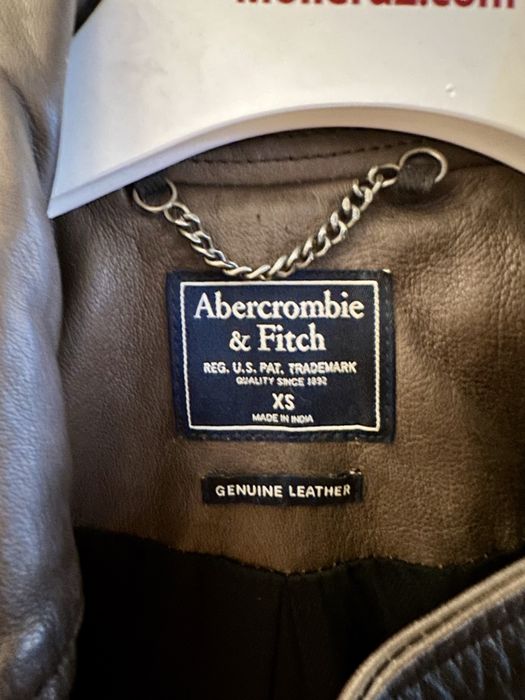 Abercrombie
& Fitch
REG. U.S. PAT. TRADEMARK
QUALITY SINCE 1892
XS
MADE IN INDIA
GENUINE LEATHER